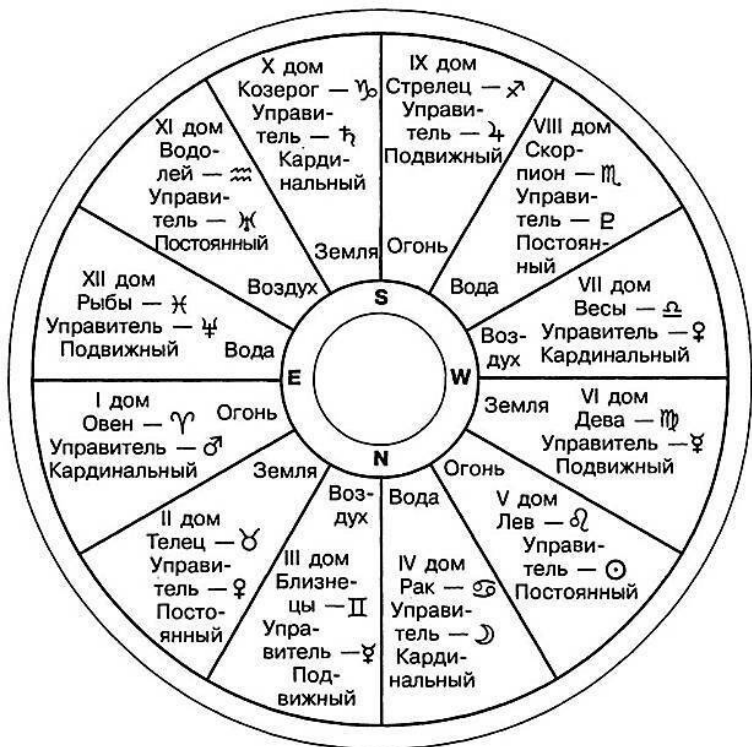 X дом
Козерог — ♑
Управи-
тель — ♄
Карди-
нальный
Земля
IX дом
Стрелец — ♐
Управи-
тель — ♃
Подвижный
Огонь
VIII дом
Скор-
пион — ♏
Управи-
тель — ♇
Постоян-
ный
Вода
VII дом
Весы — ♎
Управитель — ♀
Кардинальный
Воз-
дух
VI дом
Дева — ♍
Управитель — ☿
Подвижный
Земля
V дом
Лев — ♌
Управи-
тель — ☉
Постоянный
Огонь
IV дом
Рак — ♋
Управи-
тель — ☽
Карди-
нальный
Вода
III дом
Близне-
цы — ♊
Упра-
витель — ☿
Под-
вижный
Воз-
дух
II дом
Телец — ♉
Управи-
тель — ♀
Посто-
янный
Земля
I дом
Овен — ♈
Управитель — ♂
Кардинальный
Огонь
XII дом
Рыбы — ♓
Управитель — ♆
Подвижный
Вода
XI дом
Водо-
лей — ♒
Управи-
тель — ♅
Постоянный
Воздух
S
E
W
N